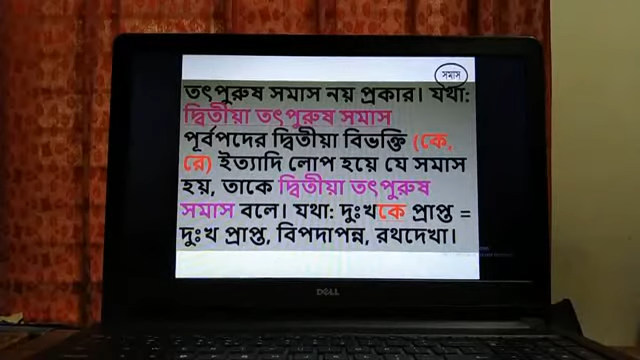 সমাস
তৎপুরুষ সমাস নয় প্রকার। যথা:
দ্বিতীয়া তৎপুরুষ সমাস
পূর্বপদের দ্বিতীয়া বিভক্তি (কে,
রে) ইত্যাদি লোপ হয়ে যে সমাস
হয়, তাকে দ্বিতীয়া তৎপুরুষ
সমাস বলে। যথা: দুঃখকে প্রাপ্ত =
দুঃখ প্রাপ্ত, বিপদাপন্ন, রথদেখা।
DELL